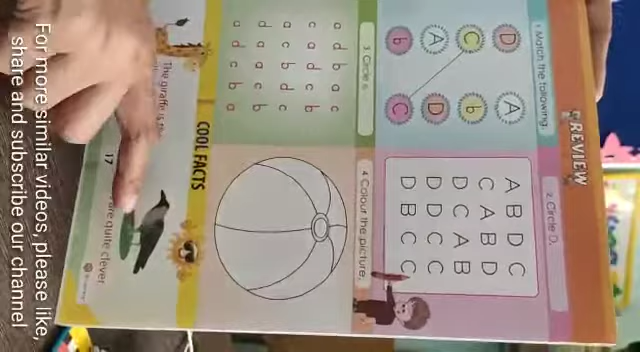 REVIEW
1. Match the following.
D A
C b
A D
b C
2. Circle D.
A B D C
C A B D
D C A B
D D C C
D B C C
3. Circle
a d b a c
c a d c b
a c b d c
d a a c b
a d c b a
4. Colour the picture.
COOL FACTS
The giraffe is
are quite clever
17
For more similar videos, please like,
share and subscribe our channel